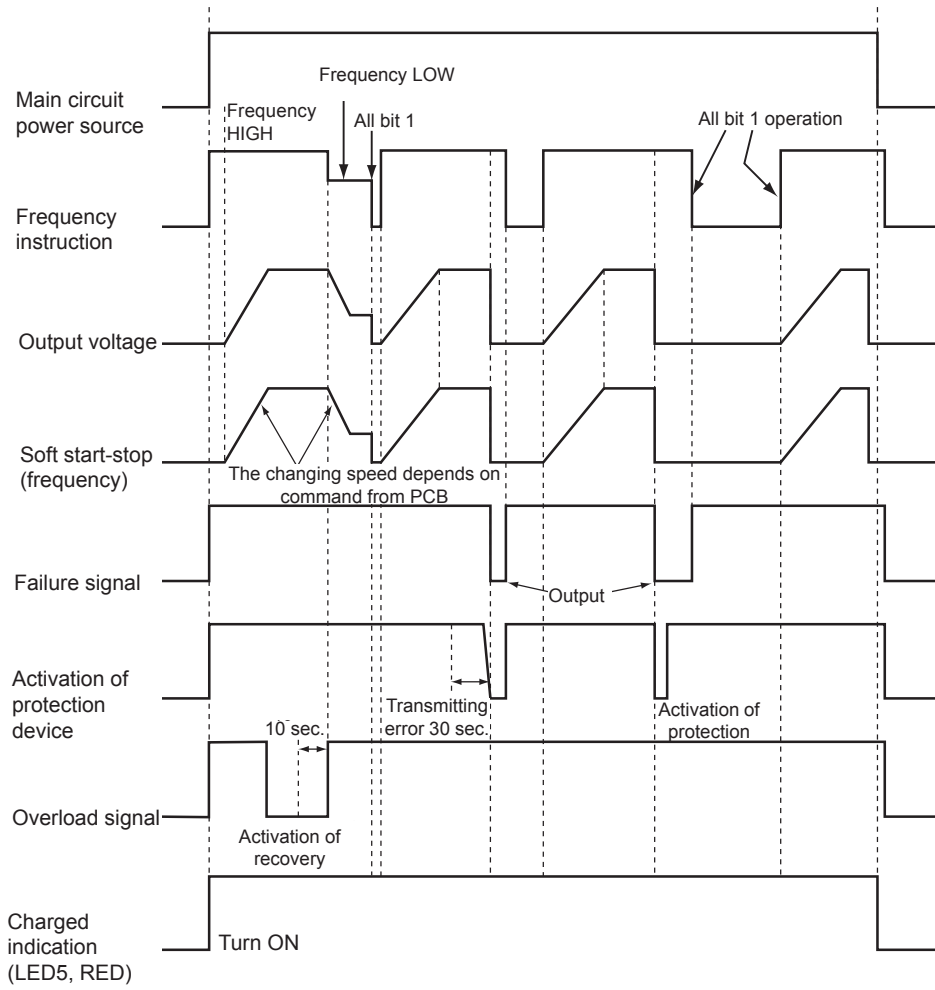 Main circuit
power source
Frequency LOW
Frequency
HIGH
All bit 1
All bit 1 operation
Frequency
instruction
Output voltage
Soft start-stop
(frequency)
The changing speed depends on
command from PCB
Failure signal
Output
Activation of
protection
device
Transmitting
error 30 sec.
Activation of
protection
10 sec.
Overload signal
Activation of
recovery
Charged
indication
(LED5, RED)
Turn ON